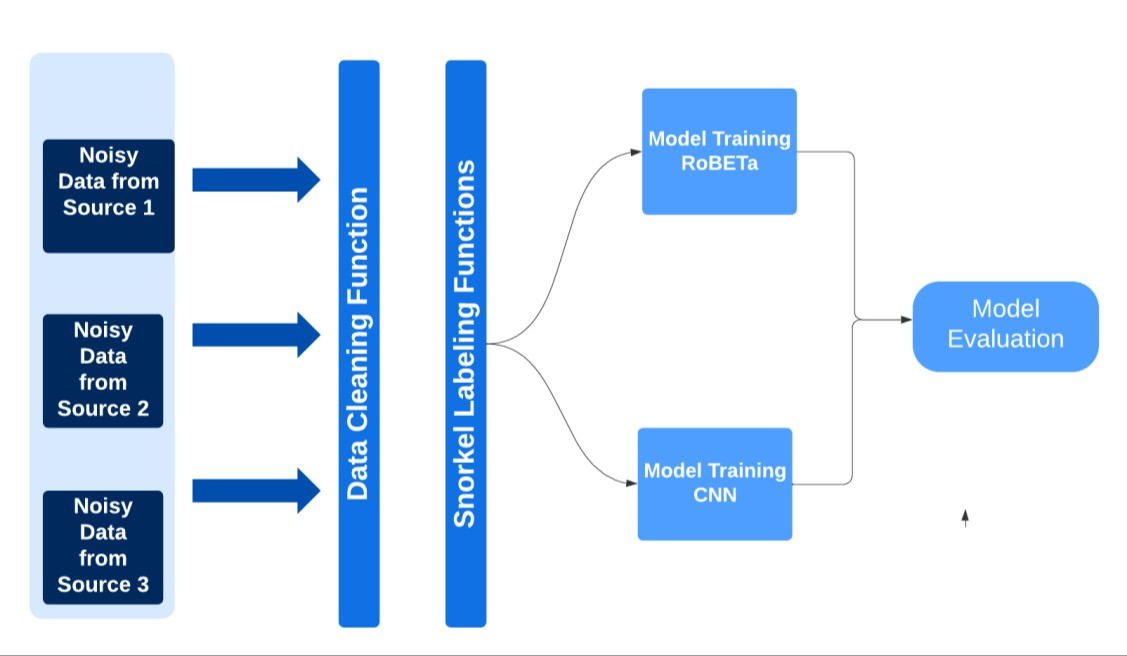 Noisy
Data from
Source 1
Noisy
Data
from
Source 2
Noisy
Data
from
Source 3
Data Cleaning Function
Snorkel Labeling Functions
Model Training
RoBETa
Model Training
CNN
Model
Evaluation